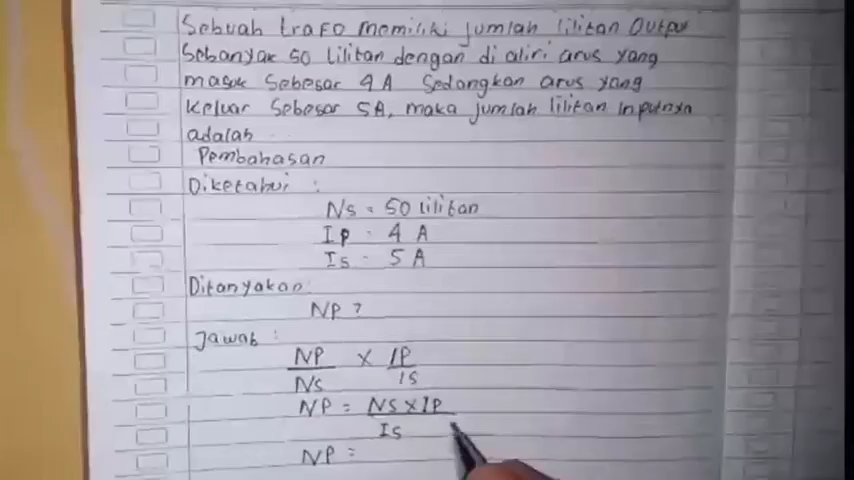 Sebuah traFo memiliki jumlah lilitan Output
Sebanyak 50 lilitan dengan di aliri arus yang
masuk Sebesar 4 A Sedangkan arus yang
Keluar Sebesar 5A, maka jumlah lilitan inputnya
adalah
Pembahasan
Diketahui :
Ns = 50 lilitan
Ip = 4 A
Is = 5 A
Ditanyakan:
NP ?
Jawab :
NP/Ns x IP/Is
NP = Ns x IP/Is
NP =